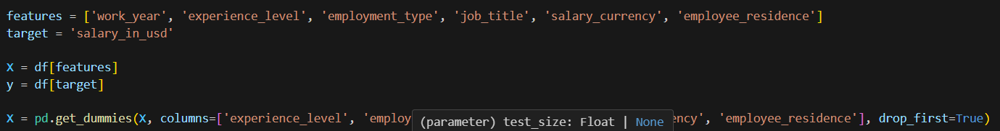 features = ['work_year', 'experience_level', 'employment_type', 'job_title', 'salary_currency', 'employee_residence']
target = 'salary_in_usd'
X = df[features]
y = df[target]
X = pd.get_dummies(X, columns=['experience_level', 'employ ency', 'employee_residence'], drop_first=True)
(parameter) test_size: Float | None